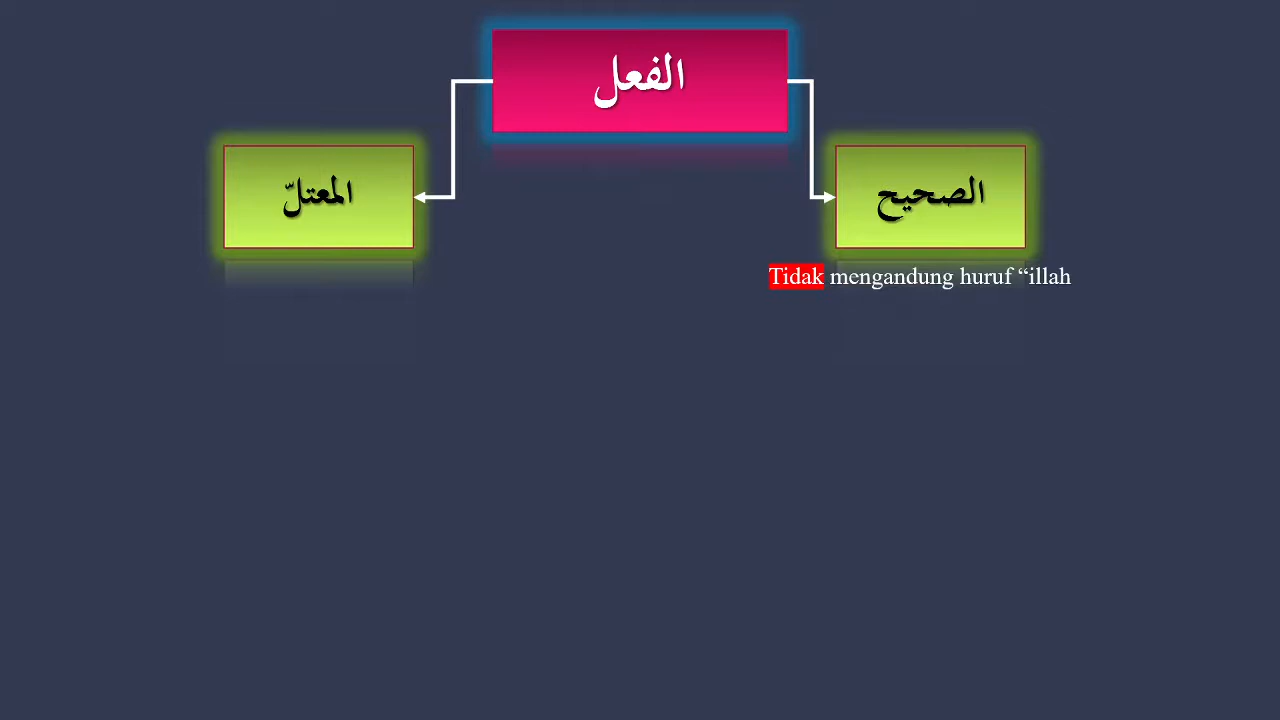 الفعل
الصحيح
المعتلّ
Tidak mengandung huruf “illah